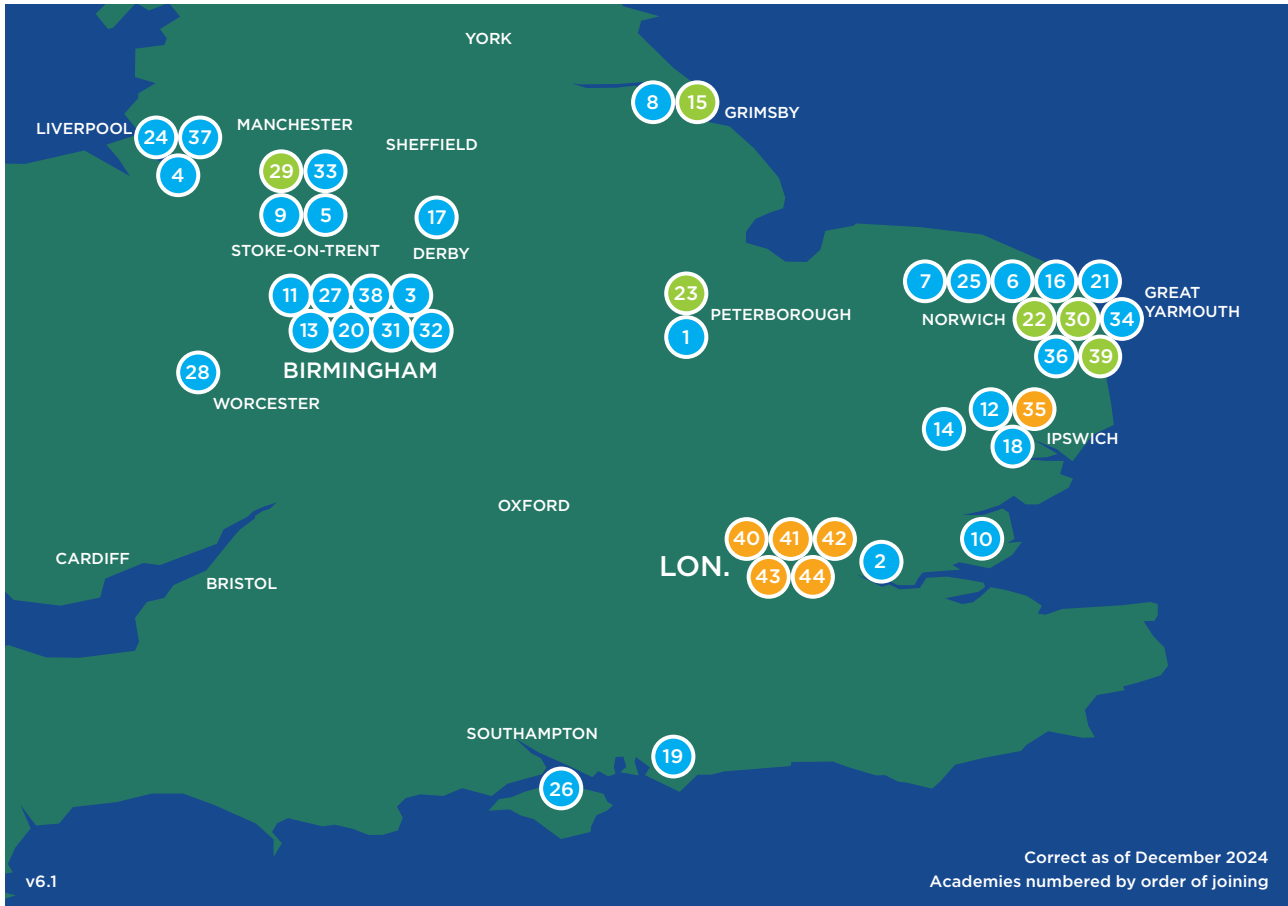 YORK
8 15
GRIMSBY
LIVERPOOL
24 37
4
MANCHESTER
SHEFFIELD
29 33
9 5
17
STOKE-ON-TRENT
DERBY
11 27 38 3
13 20 31 32
BIRMINGHAM
28
WORCESTER
23
1
PETERBOROUGH
7 25 6 16 21
GREAT
YARMOUTH
NORWICH
22 30 34
36 39
12 35
14
18
IPSWICH
OXFORD
40 41 42
LON.
43 44
2
10
CARDIFF
BRISTOL
SOUTHAMPTON
19
26
v6.1
Correct as of December 2024
Academies numbered by order of joining